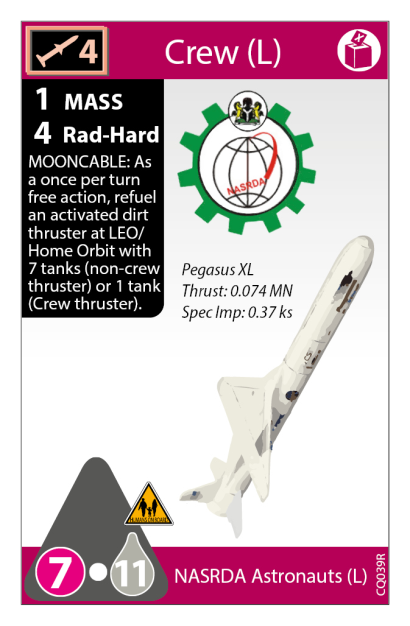 4
Crew (L)
1 MASS
4 Rad-Hard
MOONCABLE: As
a once per turn
free action, refuel
an activated dirt
thruster at LEO/
Home Orbit with
7 tanks (non-crew
thruster) or 1 tank
(Crew thruster).
NASRDA
Pegasus XL
Thrust: 0.074 MN
Spec Imp: 0.37 ks
7 • 11
NASRDA Astronauts (L)
CQ039R